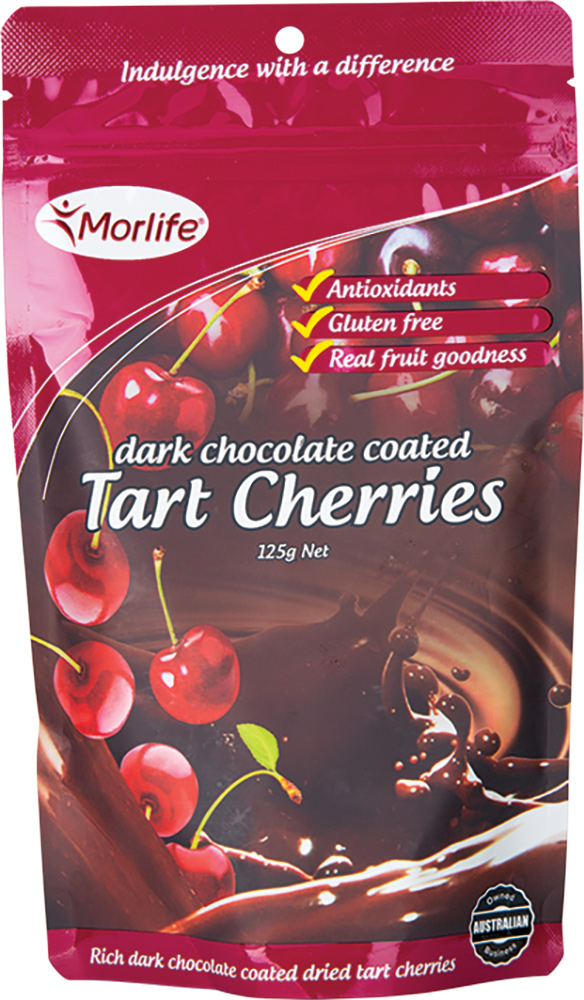 Indulgence with a difference
Morlife®
Antioxidants
Gluten free
Real fruit goodness
dark chocolate coated
Tart Cherries
125g Net
Owned
AUSTRALIAN
Business
Rich dark chocolate coated dried tart cherries